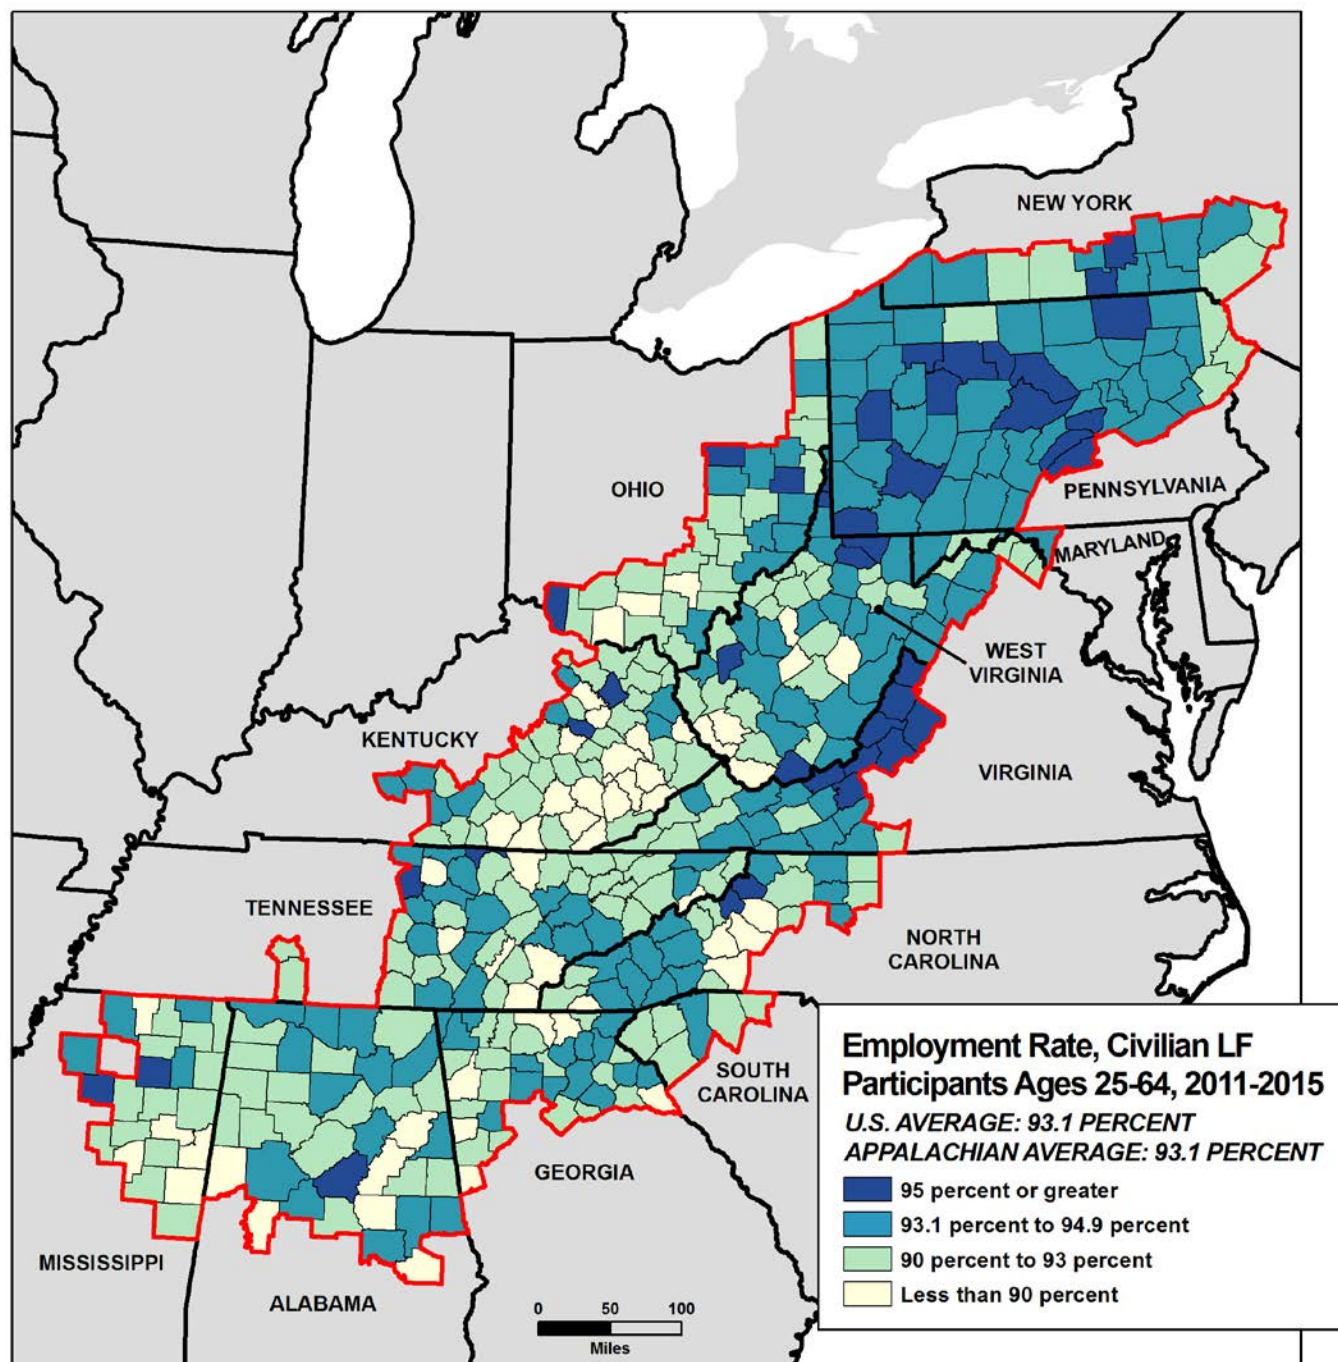 NEW YORK
OHIO
PENNSYLVANIA
MARYLAND
WEST
VIRGINIA
KENTUCKY
VIRGINIA
TENNESSEE
NORTH
CAROLINA
SOUTH
CAROLINA
GEORGIA
MISSISSIPPI
ALABAMA
0 50 100
Miles
Employment Rate, Civilian LF
Participants Ages 25-64, 2011-2015
U.S. AVERAGE: 93.1 PERCENT
APPALACHIAN AVERAGE: 93.1 PERCENT
95 percent or greater
93.1 percent to 94.9 percent
90 percent to 93 percent
Less than 90 percent